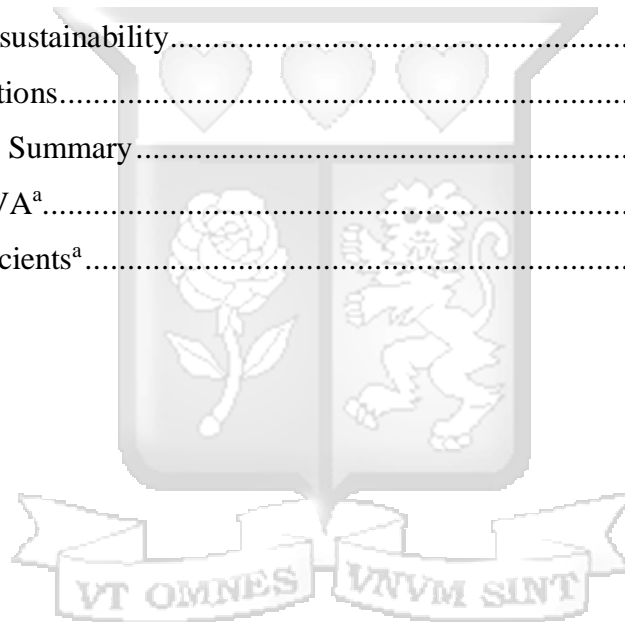 sustainability....................................................................
tions....................................................................................
Summary..........................................................................
VAᵃ.......................................................................................
cientsᵃ................................................................................
VT OMNES VNVM SINT